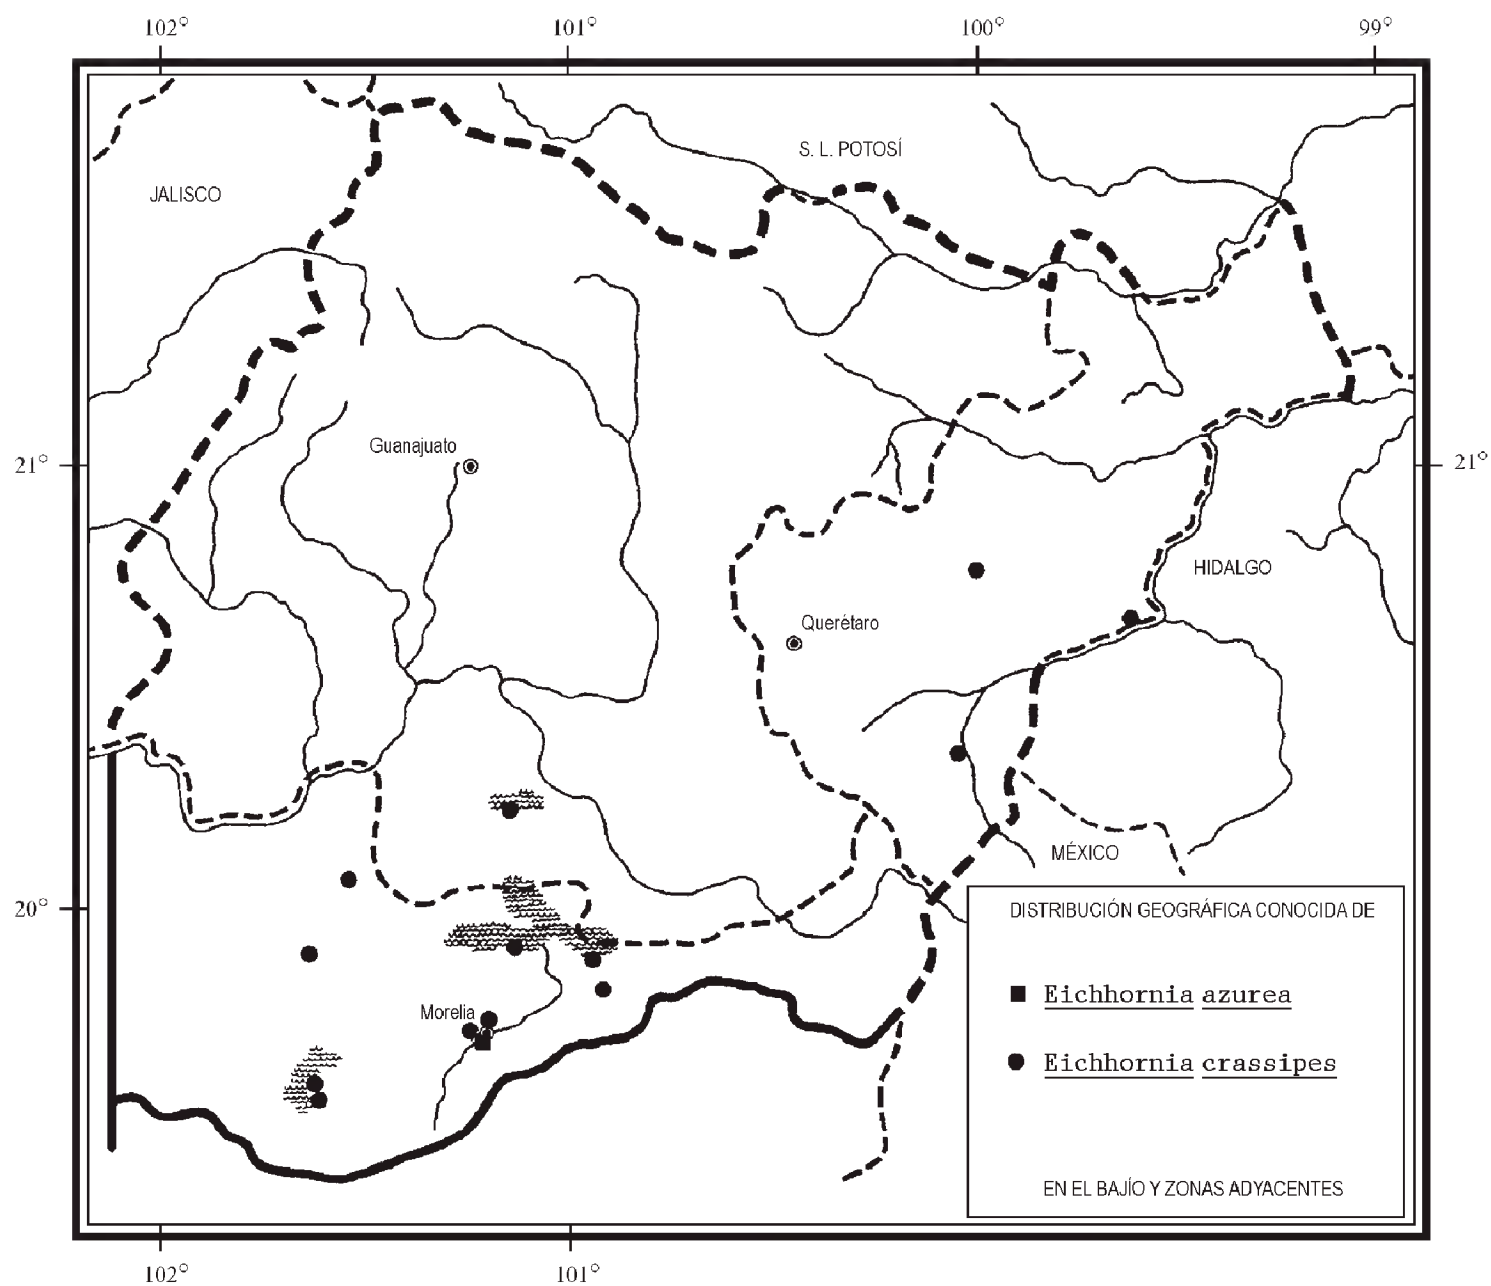 102° 101° 100° 99°
S. L. POTOSÍ
JALISCO
Guanajuato
21° 21°
HIDALGO
Querétaro
MÉXICO
20°
DISTRIBUCIÓN GEOGRÁFICA CONOCIDA DE
Eichhornia azurea
Morelia
Eichhornia crassipes
EN EL BAJÍO Y ZONAS ADYACENTES
102° 101°